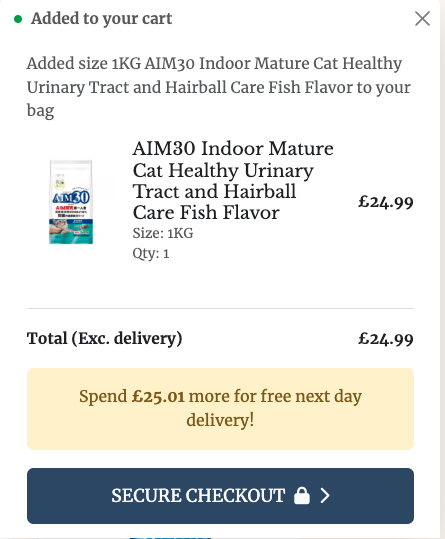 Added to your cart
Added size 1KG AIM30 Indoor Mature Cat Healthy
Urinary Tract and Hairball Care Fish Flavor to your
bag
AIM30 Indoor Mature
Cat Healthy Urinary
Tract and Hairball
Care Fish Flavor
£24.99
Size: 1KG
Qty: 1
AIM30
Total (Exc. delivery)
£24.99
Spend £25.01 more for free next day
delivery!
SECURE CHECKOUT